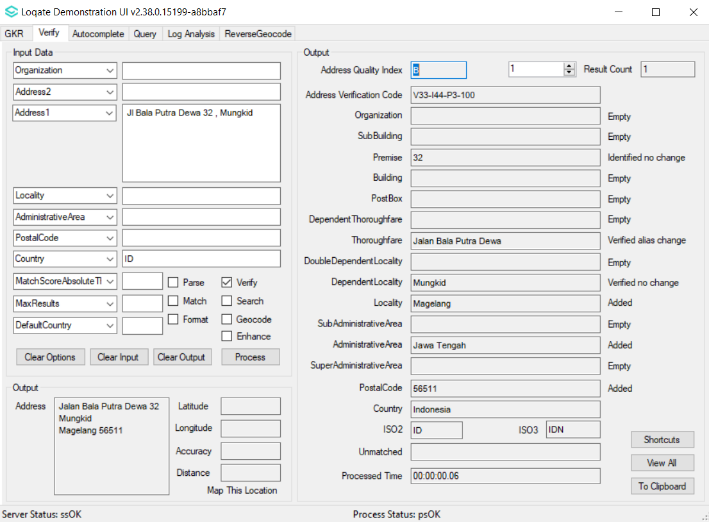 Loqate Demonstration UI v2.38.0.15199-a8bbaf7
GKR Verify Autocomplete Query Log Analysis ReverseGeocode
Input Data
Organization
Address2
Address1 Jl Bala Putra Dewa 32 , Mungkid
Locality
AdministrativeArea
PostalCode
Country ID
MatchScoreAbsoluteTl Parse Verify
MaxResults Match Search
DefaultCountry Format Geocode
Enhance
Clear Options Clear Input Clear Output Process
Output
Address Jalan Bala Putra Dewa 32
Mungkid
Magelang 56511
Latitude
Longitude
Accuracy
Distance
Map This Location
Output
Address Quality Index B 1 Result Count 1
Address Verification Code V33-I44-P3-100
Organization Empty
SubBuilding Empty
Premise 32 Identified no change
Building Empty
PostBox Empty
DependentThoroughfare Empty
Thoroughfare Jalan Bala Putra Dewa Verified alias change
DoubleDependentLocality Empty
DependentLocality Mungkid Verified no change
Locality Magelang Added
SubAdministrativeArea Empty
AdministrativeArea Jawa Tengah Added
SuperAdministrativeArea Empty
PostalCode 56511 Added
Country Indonesia
ISO2 ID ISO3 IDN
Unmatched
Processed Time 00:00:00.06
Shortcuts
View All
To Clipboard
Server Status: ssOK Process Status: psOK